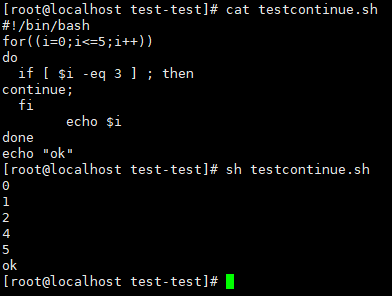 [root@localhost test-test]# cat testcontinue.sh
#!/bin/bash
for((i=0;i<=5;i++))
do
  if [ $i -eq 3 ] ; then
continue;
  fi
        echo $i
done
echo "ok"
[root@localhost test-test]# sh testcontinue.sh
0
1
2
4
5
ok
[root@localhost test-test]#